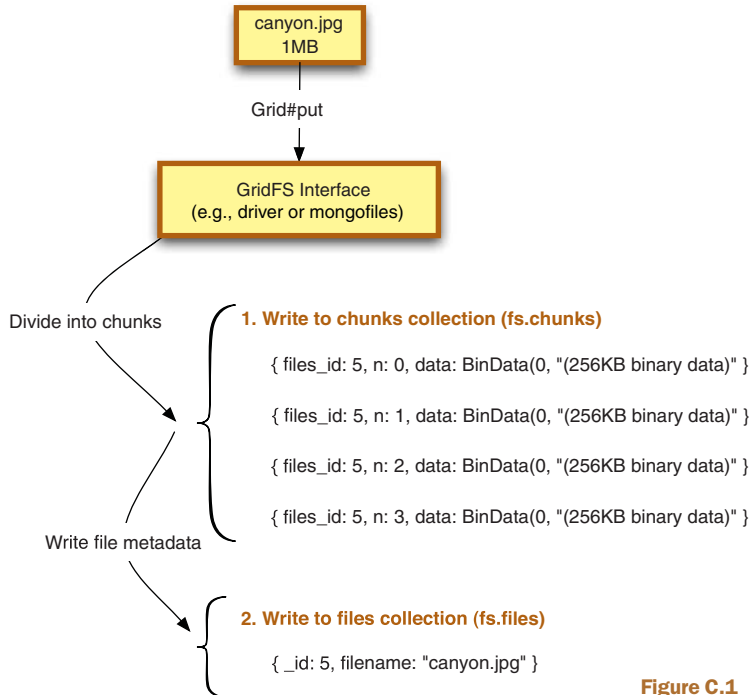 canyon.jpg
1MB
Grid#put
GridFS Interface
(e.g., driver or mongofiles)
Divide into chunks
1. Write to chunks collection (fs.chunks)
{ files_id: 5, n: 0, data: BinData(0, "(256KB binary data)" }
{ files_id: 5, n: 1, data: BinData(0, "(256KB binary data)" }
{ files_id: 5, n: 2, data: BinData(0, "(256KB binary data)" }
{ files_id: 5, n: 3, data: BinData(0, "(256KB binary data)" }
Write file metadata
2. Write to files collection (fs.files)
{ _id: 5, filename: "canyon.jpg" }
Figure C.1